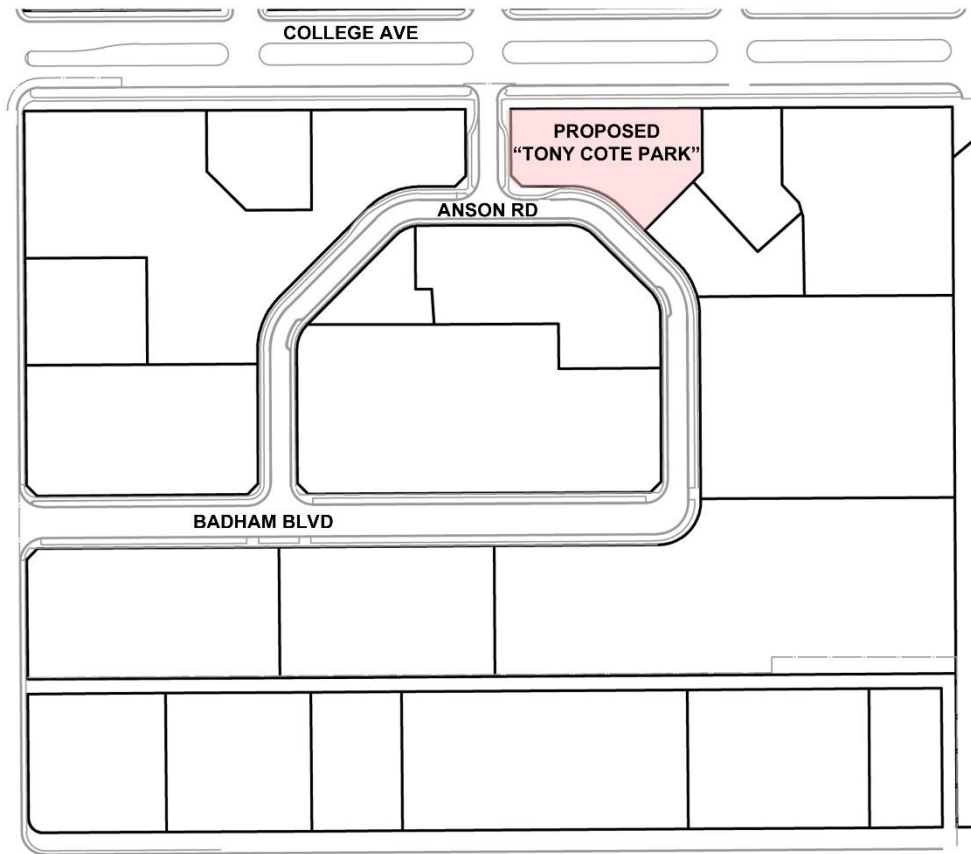 COLLEGE AVE
PROPOSED
“TONY COTE PARK”
ANSON RD
BADHAM BLVD